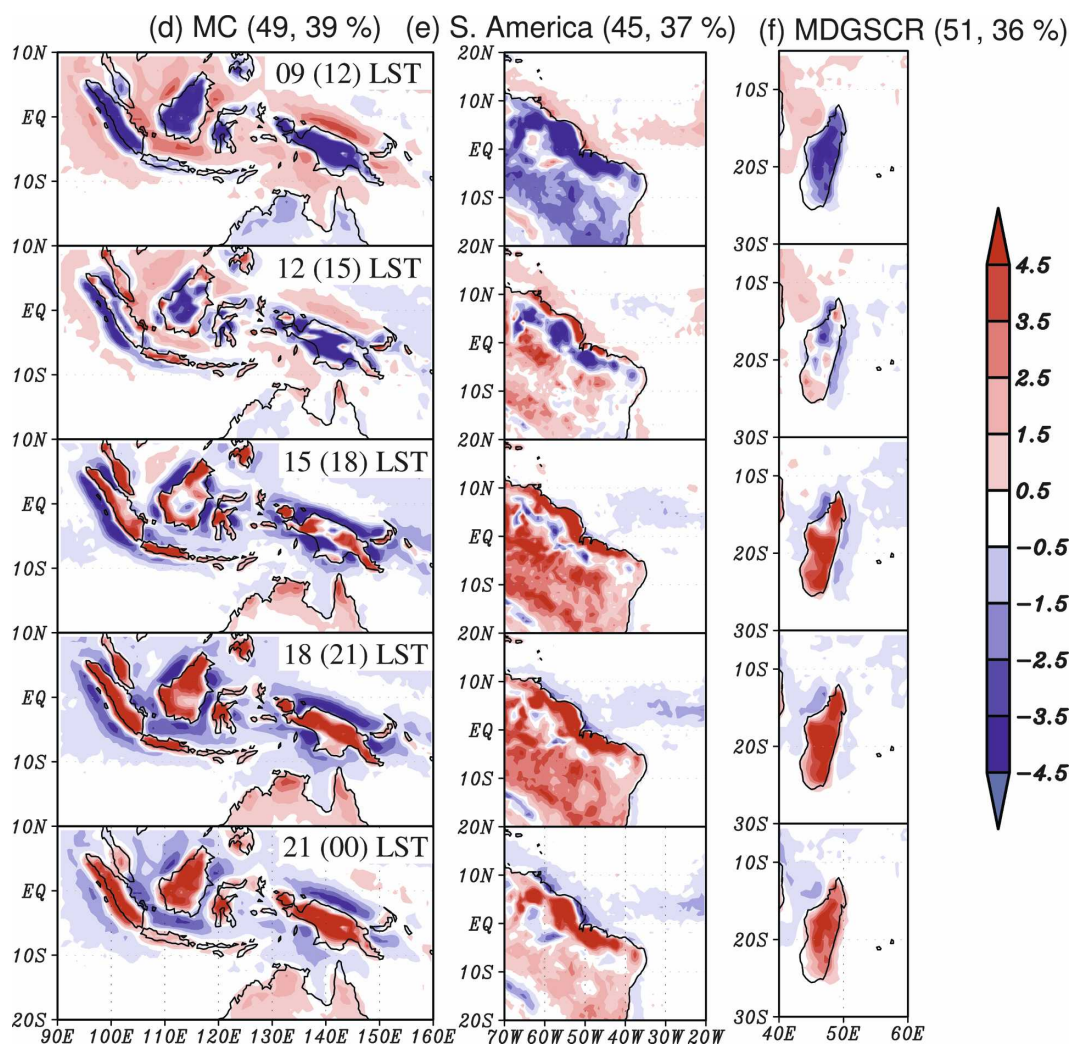 (d) MC (49, 39 %) (e) S. America (45, 37 %) (f) MDGSCR (51, 36 %)
10N
EQ
10S
10N
EQ
10S
10N
EQ
10S
10N
EQ
10S
10N
EQ
10S
20S
09 (12) LST
12 (15) LST
15 (18) LST
18 (21) LST
21 (00) LST
90E 100E 110E 120E 130E 140E 150E 160E
10N
EQ
10S
20N
10N
EQ
10S
20N
10N
EQ
10S
20N
10N
EQ
10S
20N
10N
EQ
10S
20S
70W 60W 50W 40W 30W 20W
10S
20S
30S
10S
20S
30S
10S
20S
30S
10S
20S
30S
10S
20S
30S
40E 50E 60E
4.5
3.5
2.5
1.5
0.5
−0.5
−1.5
−2.5
−3.5
−4.5